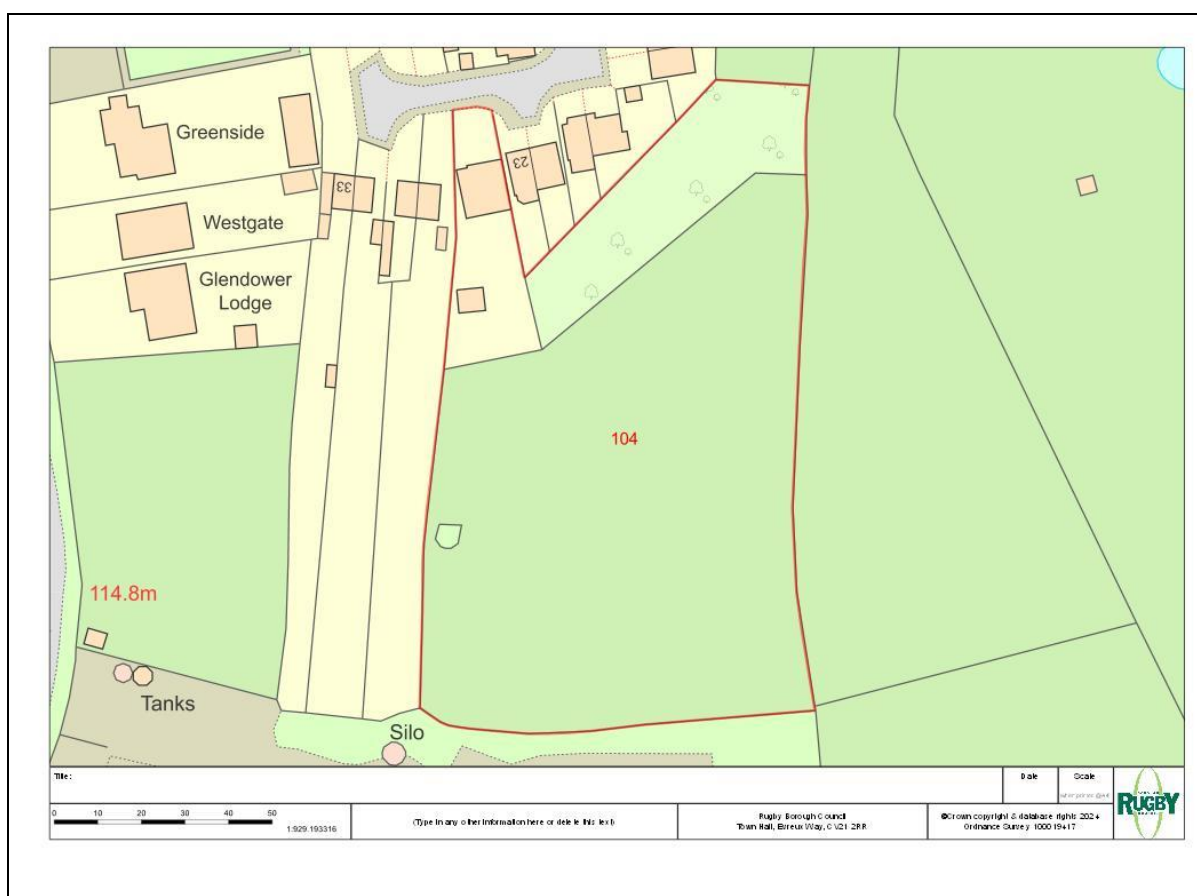 Greenside
23
33
Westgate
Glendower
Lodge
104
114.8m
Tanks
Silo
Title:
Date
Scale
0 10 20 30 40 50
1:929.193316
(Type in any other information here or delete this text)
Rugby Borough Council
Town Hall, Evreux Way, CV21 2RR
©Crown copyright & database rights 2024
Ordnance Survey 100019417
RUGBY